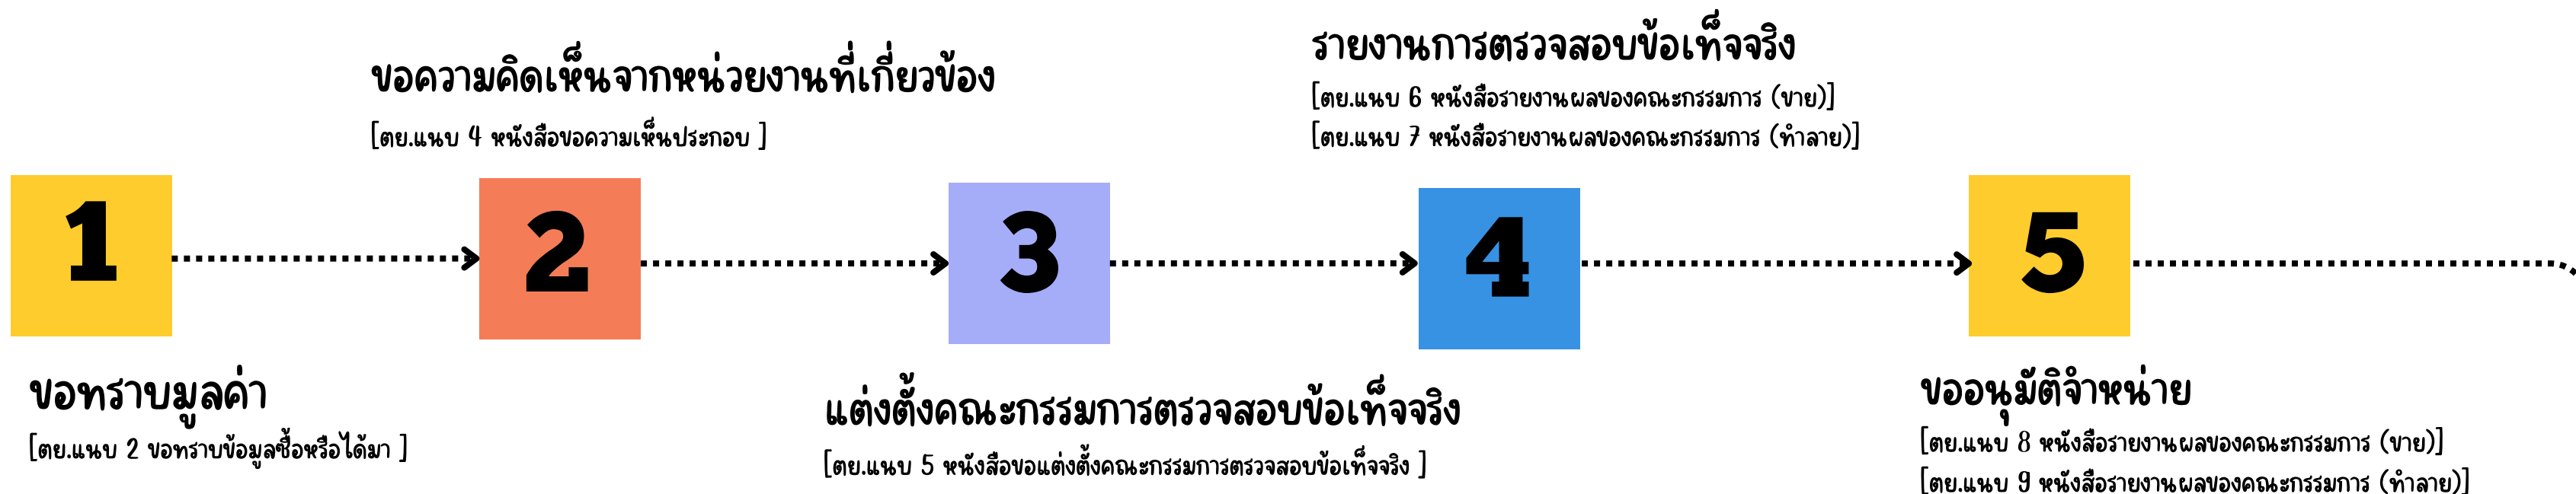 1
ขอทราบมูลค่า
[ตย.แนบ 2 ขอทราบข้อมูลซื้อหรือได้มา ]
ขอความคิดเห็นจากหน่วยงานที่เกี่ยวข้อง
[ตย.แนบ 4 หนังสือขอความเห็นประกอบ ]
2
3
แต่งตั้งคณะกรรมการตรวจสอบข้อเท็จจริง
[ตย.แนบ 5 หนังสือขอแต่งตั้งคณะกรรมการตรวจสอบข้อเท็จจริง ]
รายงานการตรวจสอบข้อเท็จจริง
[ตย.แนบ 6 หนังสือรายงานผลของคณะกรรมการ (ขาย)]
[ตย.แนบ 7 หนังสือรายงานผลของคณะกรรมการ (ทำลาย)]
4
5
ขออนุมัติจำหน่าย
[ตย.แนบ 8 หนังสือรายงานผลของคณะกรรมการ (ขาย)]
[ตย.แนบ 9 หนังสือรายงานผลของคณะกรรมการ (ทำลาย)]